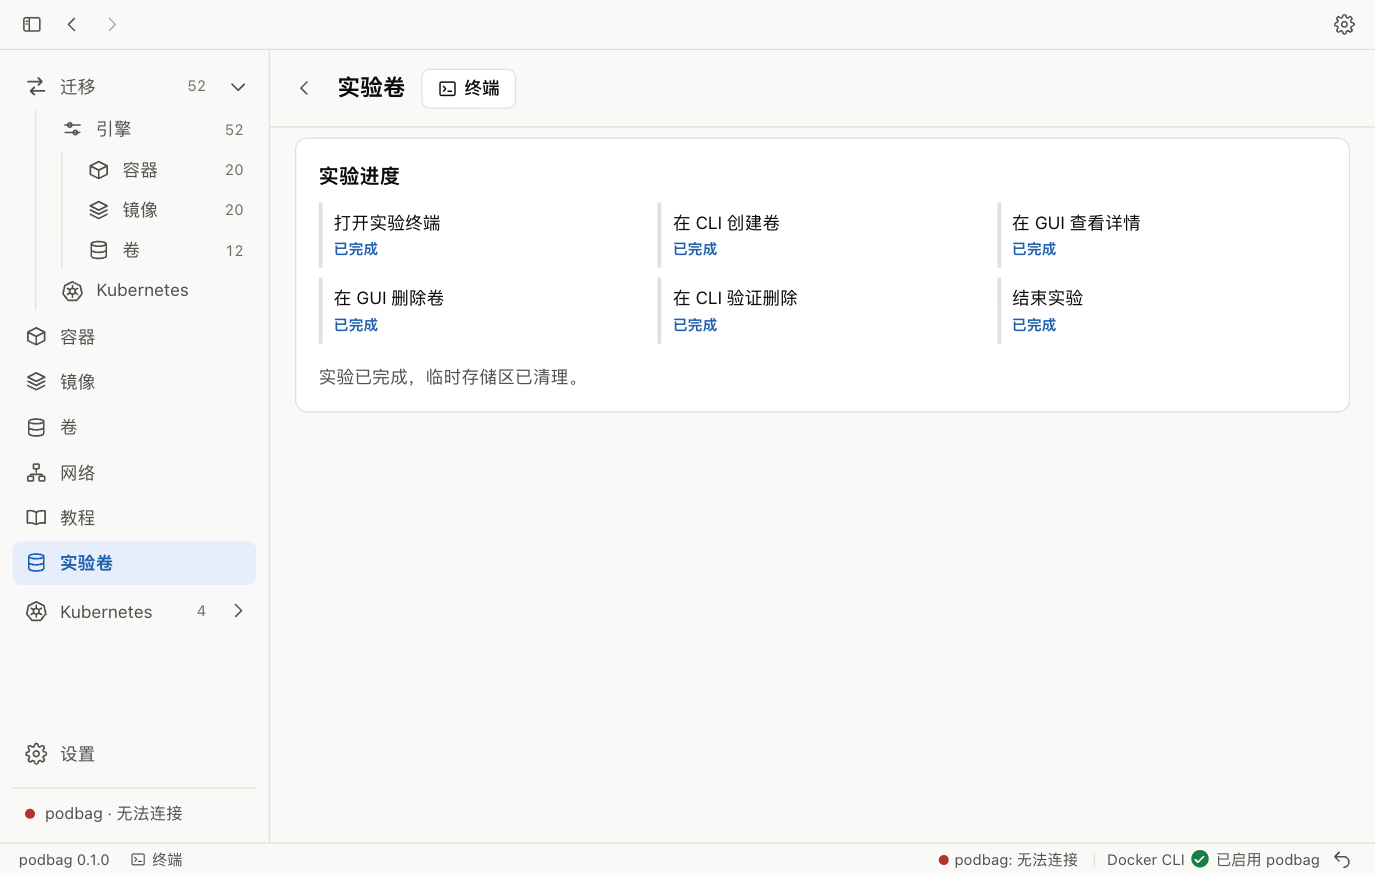 迁移 52
引擎 52
容器 20
镜像 20
卷 12
Kubernetes
容器
镜像
卷
网络
教程
实验卷
Kubernetes 4
设置
podbag · 无法连接
实验卷 终端
实验进度
打开实验终端
已完成
在 CLI 创建卷
已完成
在 GUI 查看详情
已完成
在 GUI 删除卷
已完成
在 CLI 验证删除
已完成
结束实验
已完成
实验已完成，临时存储区已清理。
podbag 0.1.0 终端
podbag: 无法连接 Docker CLI 已启用 podbag